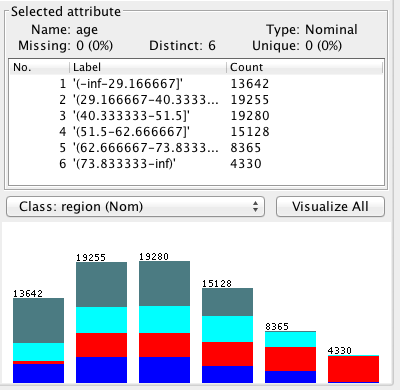 Selected attribute
Name: age Type: Nominal
Missing: 0 (0%) Distinct: 6 Unique: 0 (0%)
No. Label Count
1 '(-inf-29.166667]' 13642
2 '(29.166667-40.3333... 19255
3 '(40.333333-51.5]' 19280
4 '(51.5-62.666667]' 15128
5 '(62.666667-73.8333... 8365
6 '(73.833333-inf)' 4330
Class: region (Nom) Visualize All
13642
19255
19280
15128
8365
4330